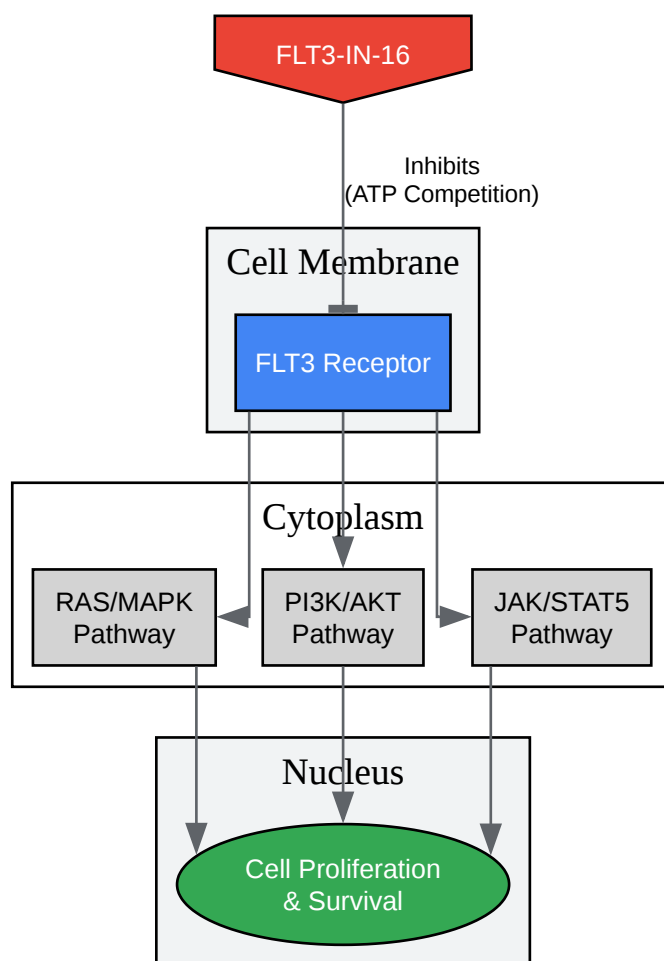 FLT3-IN-16
Inhibits
(ATP Competition)
Cell Membrane
FLT3 Receptor
Cytoplasm
RAS/MAPK
Pathway
PI3K/AKT
Pathway
JAK/STAT5
Pathway
Nucleus
Cell Proliferation
& Survival